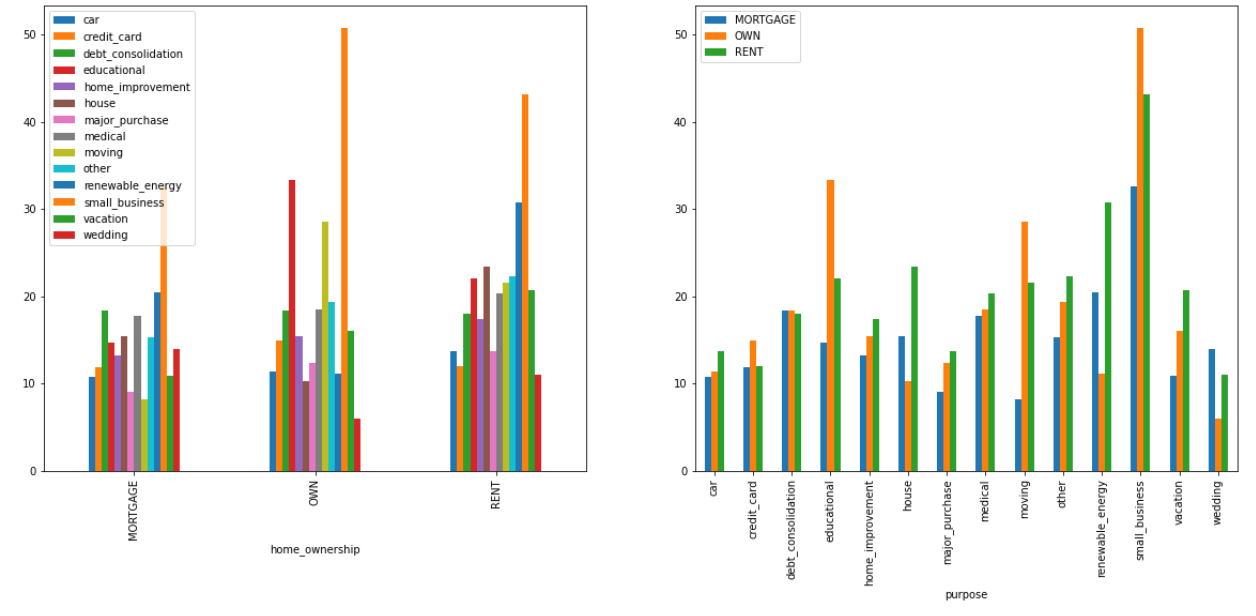 50
40
30
20
10
0
car
credit_card
debt_consolidation
educational
home_improvement
house
major_purchase
medical
moving
other
renewable_energy
small_business
vacation
wedding
MORTGAGE
OWN
RENT
home_ownership
50
40
30
20
10
0
MORTGAGE
OWN
RENT
car
credit_card
debt_consolidation
educational
home_improvement
house
major_purchase
medical
moving
other
renewable_energy
small_business
vacation
wedding
purpose